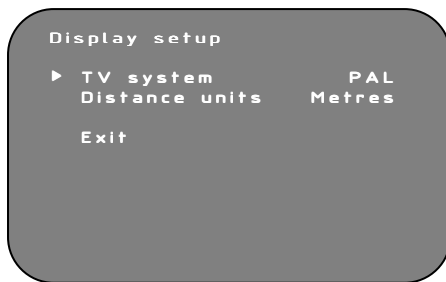 Display setup
TV system PAL
Distance units Metres
Exit